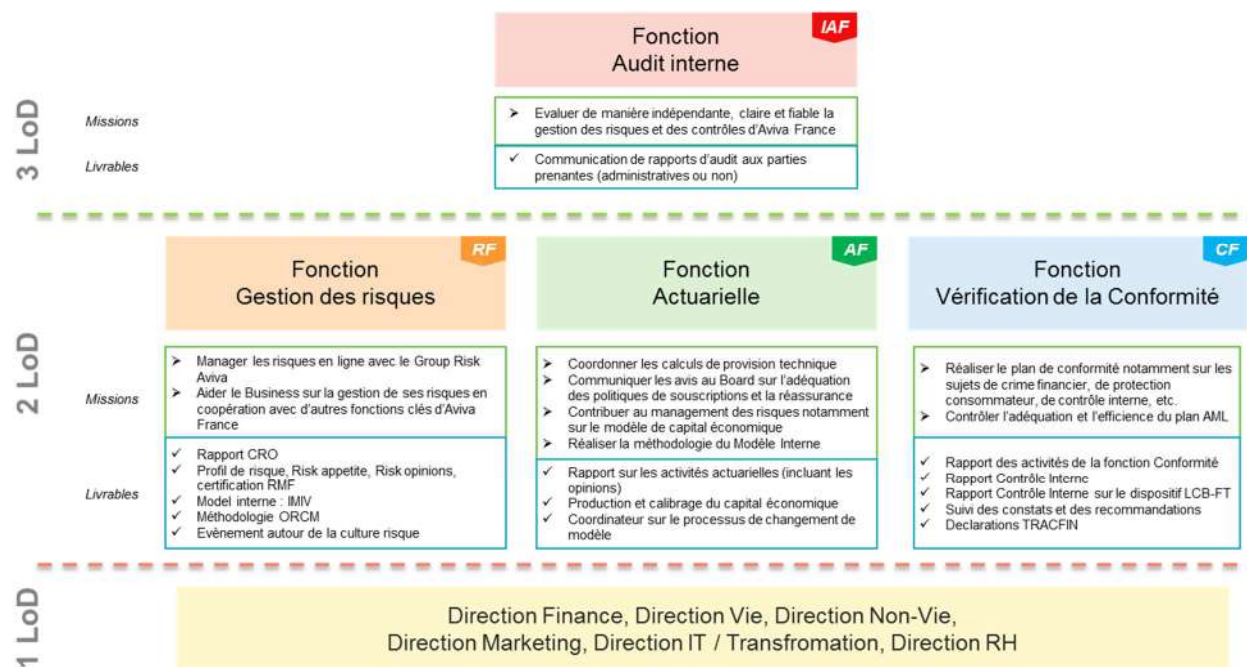 IAF
Fonction
Audit interne
3 LoD
Missions
Evaluer de manière indépendante, claire et fiable la
gestion des risques et des contrôles d'Aviva France
Livrables
Communication de rapports d'audit aux parties
prenantes (administratives ou non)
2 LoD
RF
Fonction
Gestion des risques
AF
Fonction
Actuarielle
CF
Fonction
Vérification de la Conformité
Missions
Manager les risques en ligne avec le Group Risk
Aviva
Aider le Business sur la gestion de ses risques en
coopération avec d'autres fonctions clés d'Aviva
France
Coordonner les calculs de provision technique
Communiquer les avis au Board sur l'adéquation
des politiques de souscriptions et la réassurance
Contribuer au management des risques notamment
sur le modèle de capital économique
Réaliser la méthodologie du Modèle Interne
Réaliser le plan de conformité notamment sur les
sujets de crime financier, de protection
consommateur, de contrôle interne, etc.
Contrôler l'adéquation et l'efficience du plan AML
Livrables
Rapport CRO
Profil de risque, Risk appetite, Risk opinions,
certification RMF
Model interne : IMIV
Méthodologie ORCM
Evènement autour de la culture risque
Rapport sur les activités actuarielles (incluant les
opinions)
Production et calibrage du capital économique
Coordinateur sur le processus de changement de
modèle
Rapport des activités de la fonction Conformité
Rapport Contrôle Interne
Rapport Contrôle Interne sur le dispositif LCB-FT
Suivi des constats et des recommandations
Declarations TRACFIN
1 LoD
Direction Finance, Direction Vie, Direction Non-Vie,
Direction Marketing, Direction IT / Transfromation, Direction RH